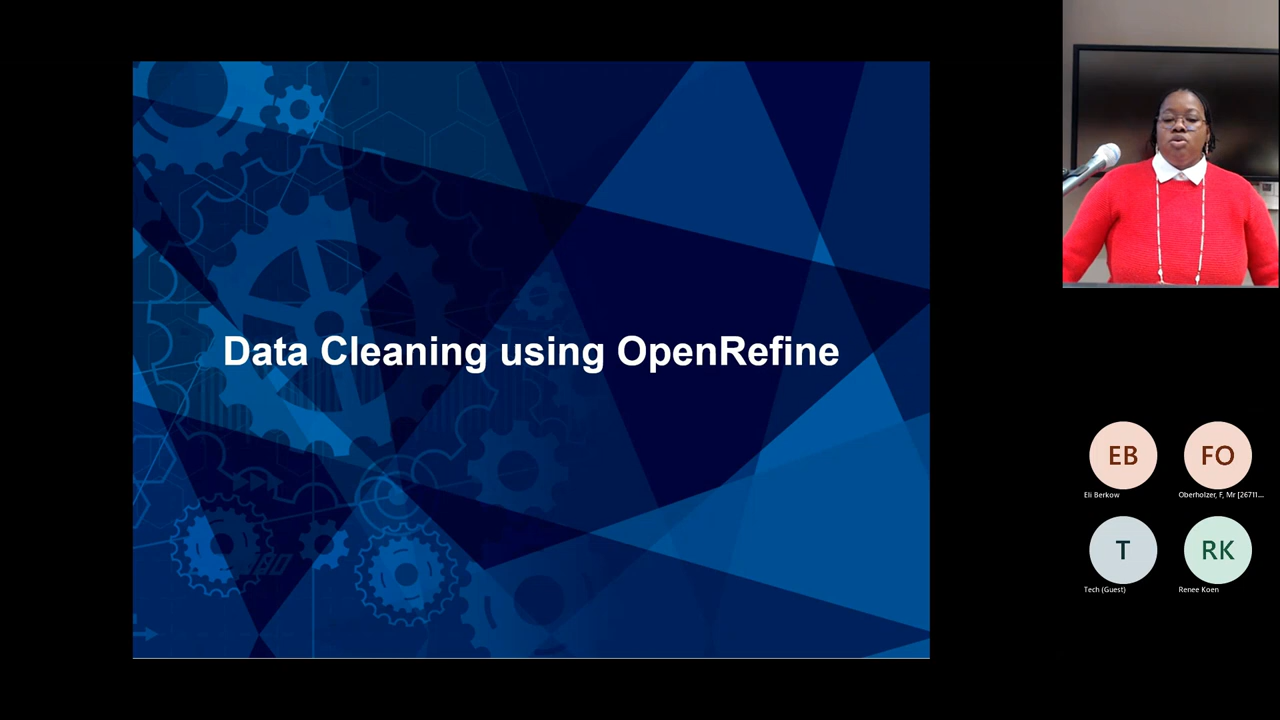 Data Cleaning using OpenRefine
EB
FO
Eli Berkow
Oberholzer, F, Mr [26711...
T
RK
Tech (Guest)
Renee Koen